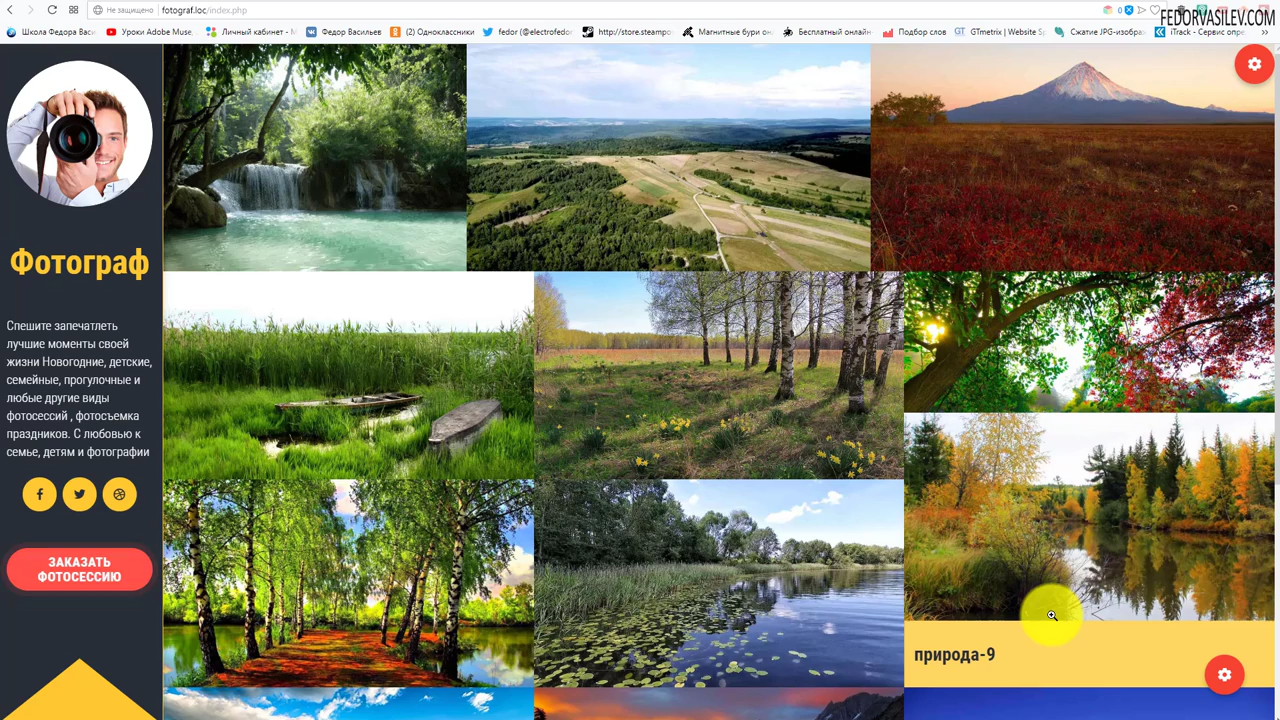 Не защищено
fotograf.loc/index.php
0
FEDORVASILEV.COM
Школа Федора Васи
Уроки Adobe Muse,
Личный кабинет - М
Федор Васильев
(2) Одноклассники
fedor (@electrofedor
http://store.steampo
Магнитные бури он
Бесплатный онлайн-
Подбор слов
GTmetrix | Website Sp
Сжатие JPG-изобра
iTrack - Сервис опре
Фотограф
Спешите запечатлеть
лучшие моменты своей
жизни Новогодние, детские,
семейные, прогулочные и
любые другие виды
фотосессий , фотосъемка
праздников. С любовью к
семье, детям и фотографии
ЗАКАЗАТЬ
ФОТОСЕССИЮ
природа-9